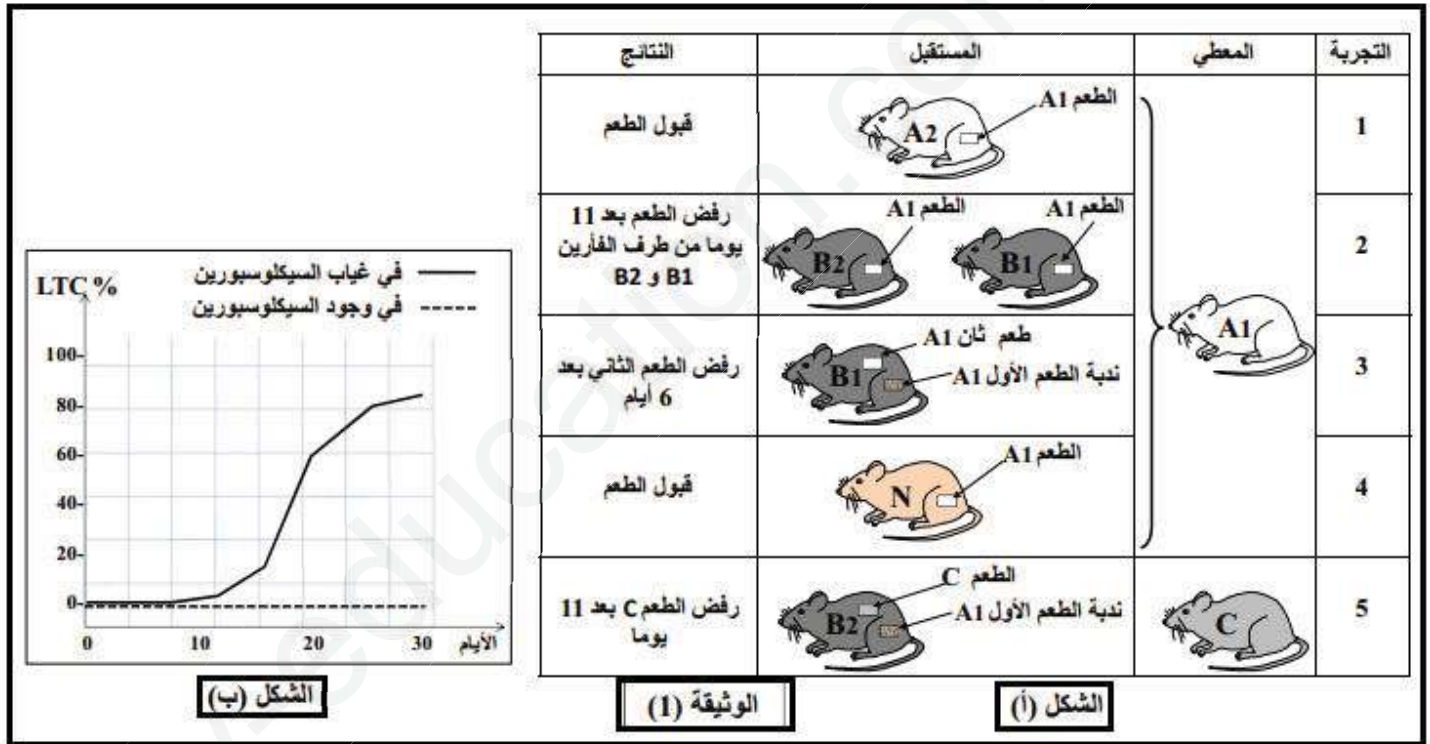 التجربة
المعطي
المستقبل
النتائج
1
الطعم A1
A2
قبول الطعم
2
الطعم A1
الطعم A1
B1
B2
رفض الطعم بعد 11
يوما من طرف الفأرين
B1 و B2
A1
3
طعم ثان A1
ندبة الطعم الأول A1
B1
رفض الطعم الثاني بعد
6 أيام
4
الطعم A1
N
قبول الطعم
5
C
الطعم C
ندبة الطعم الأول A1
B2
رفض الطعم C بعد 11
يوما
الشكل (أ)
الوثيقة (1)
في غياب السيكلوسبورين
في وجود السيكلوسبورين
LTC %
100
80
60
40
20
0
0 10 20 30 الأيام
الشكل (ب)
education.com